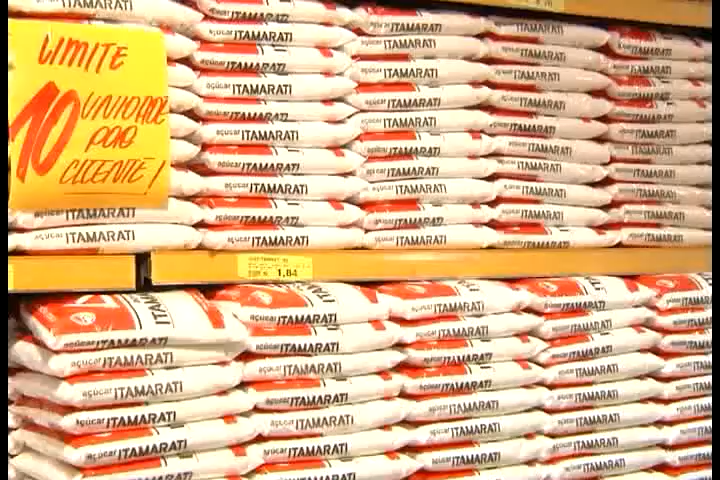 LIMITE
10 UNIDADE
POR
CLIENTE!
açúcar ITAMARATI
1,84